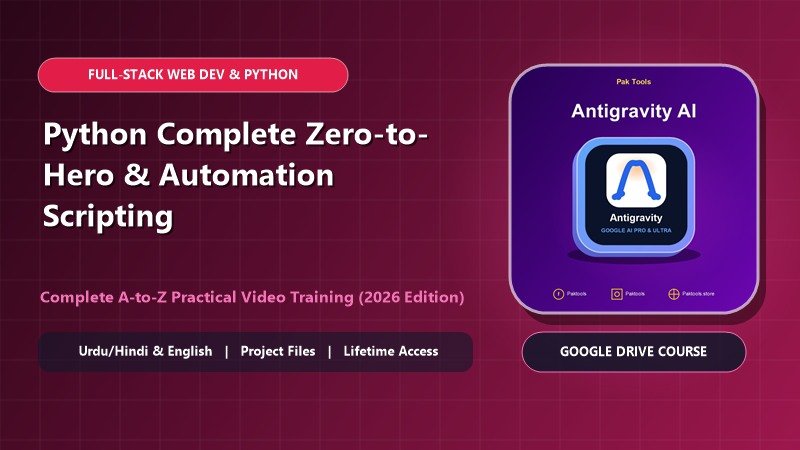 FULL-STACK WEB DEV & PYTHON
Python Complete Zero-to-
Hero & Automation
Scripting
Complete A-to-Z Practical Video Training (2026 Edition)
Urdu/Hindi & English | Project Files | Lifetime Access
Pak Tools
Antigravity AI
Antigravity
GOOGLE AI PRO & ULTRA
Paktools
Paktools
Paktools.store
GOOGLE DRIVE COURSE